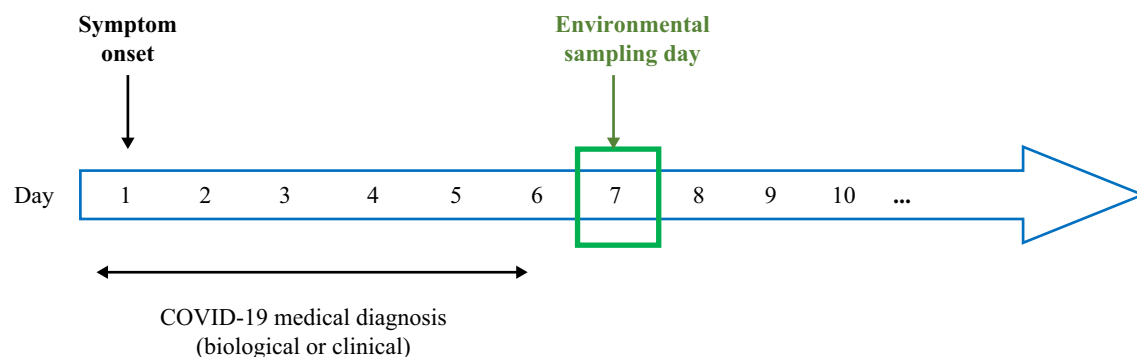 Symptom
onset
Environmental
sampling day
Day 1 2 3 4 5 6 7 8 9 10 ...
COVID-19 medical diagnosis
(biological or clinical)